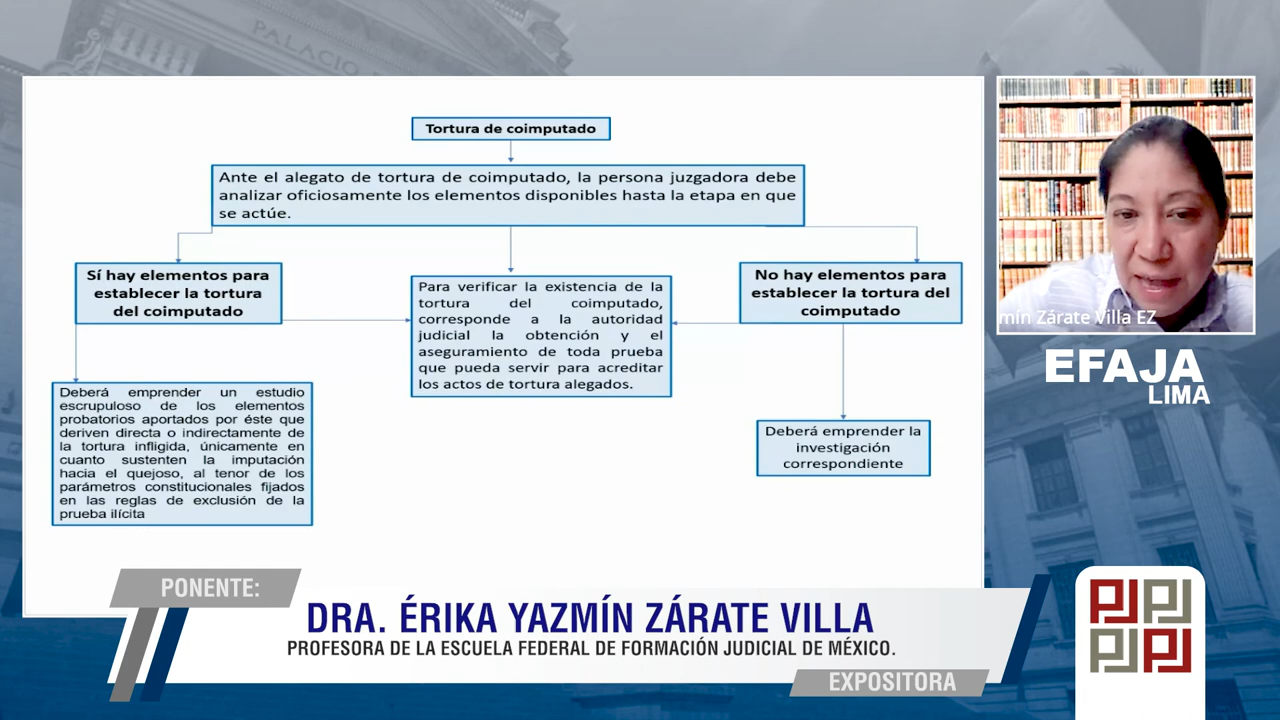 PALACIO
Tortura de coimputado
Ante el alegato de tortura de coimputado, la persona juzgadora debe
analizar oficiosamente los elementos disponibles hasta la etapa en que
se actúe.
Sí hay elementos para
establecer la tortura
del coimputado
Para verificar la existencia de la
tortura del coimputado,
corresponde a la autoridad
judicial la obtención y el
aseguramiento de toda prueba
que pueda servir para acreditar
los actos de tortura alegados.
No hay elementos para
establecer la tortura del
coimputado
Deberá emprender un estudio
escrupuloso de los elementos
probatorios aportados por éste que
deriven directa o indirectamente de
la tortura infligida, únicamente en
cuanto sustenten la imputación
hacia el quejoso, al tenor de los
parámetros constitucionales fijados
en las reglas de exclusión de la
prueba ilícita
Deberá emprender la
investigación
correspondiente
mín Zárate Villa EZ
EFAJA
LIMA
PONENTE:
DRA. ÉRIKA YAZMÍN ZÁRATE VILLA
PROFESORA DE LA ESCUELA FEDERAL DE FORMACIÓN JUDICIAL DE MÉXICO.
EXPOSITORA
PJ PJ
PJ PJ